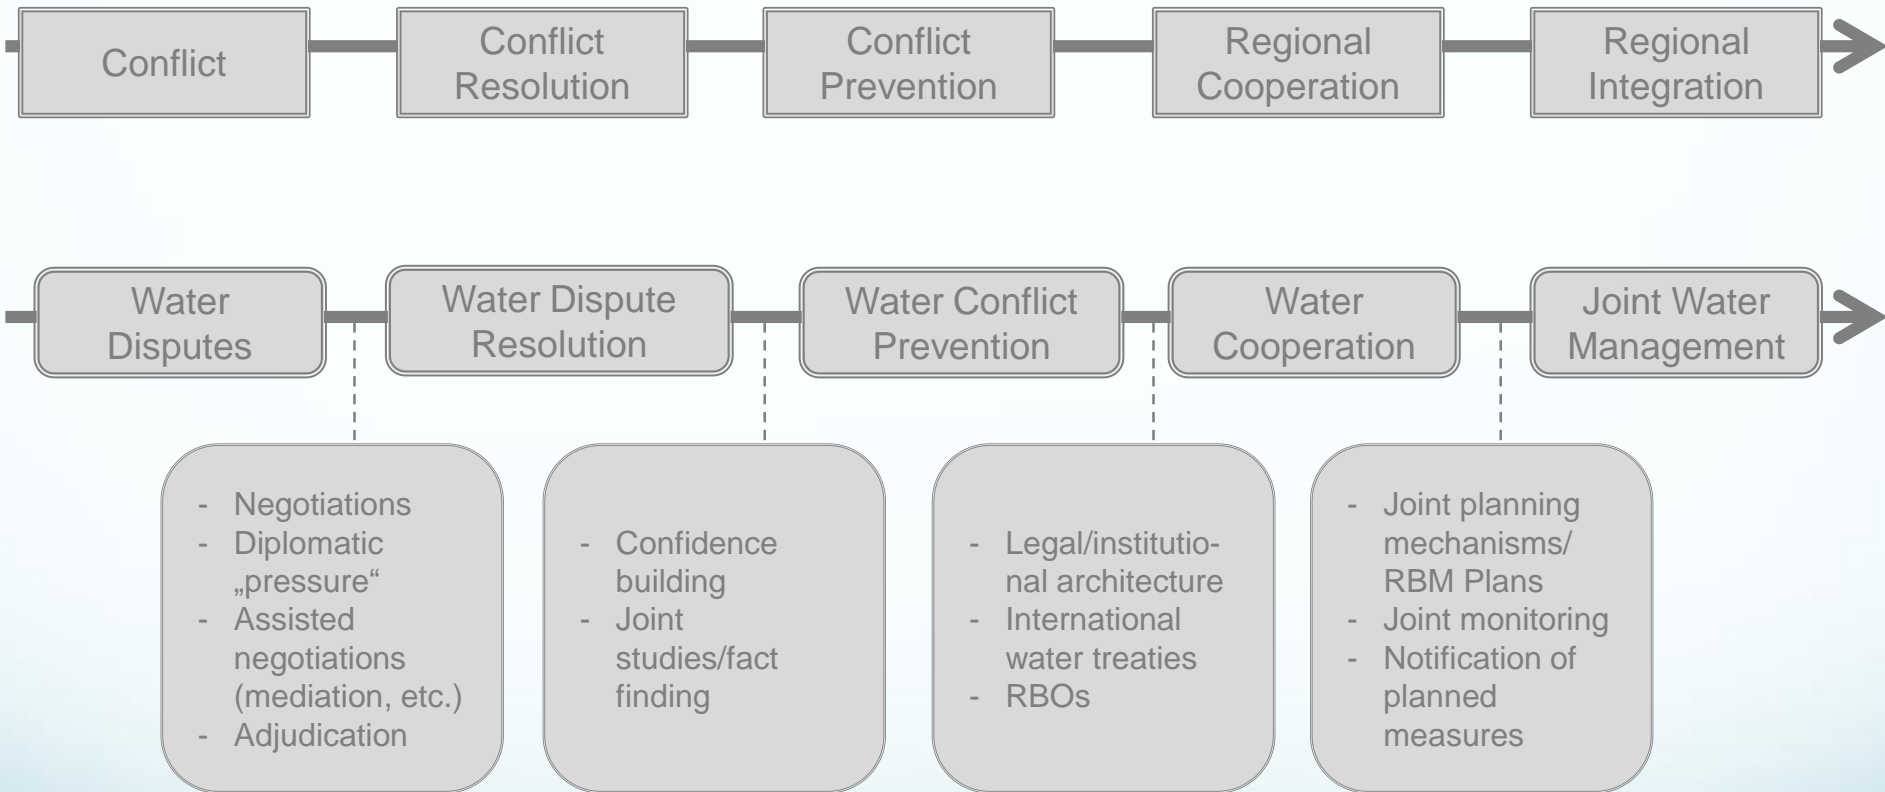 Conflict
Conflict
Resolution
Conflict
Prevention
Regional
Cooperation
Regional
Integration
Water
Disputes
Water Dispute
Resolution
Water Conflict
Prevention
Water
Cooperation
Joint Water
Management
- Negotiations
- Diplomatic
„pressure“
- Assisted
negotiations
(mediation, etc.)
- Adjudication
- Confidence
building
- Joint
studies/fact
finding
- Legal/institutio-
nal architecture
- International
water treaties
- RBOs
- Joint planning
mechanisms/
RBM Plans
- Joint monitoring
- Notification of
planned
measures